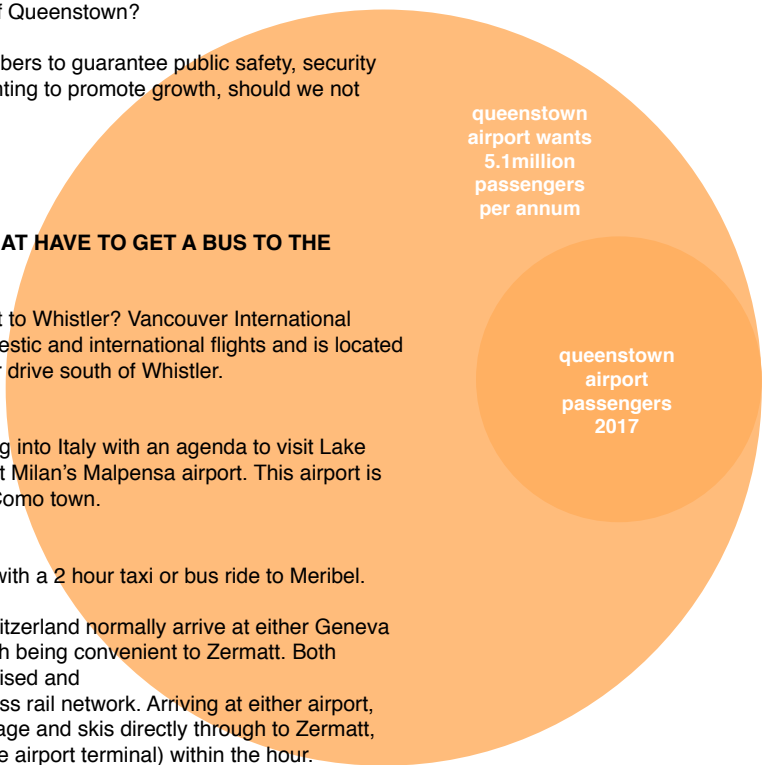 f Queenstown?
bers to guarantee public safety, security
nting to promote growth, should we not
queenstown
airport wants
5.1million
passengers
per annum
AT HAVE TO GET A BUS TO THE
t to Whistler? Vancouver International
estic and international flights and is located
r drive south of Whistler.
queenstown
airport
passengers
2017
g into Italy with an agenda to visit Lake
t Milan’s Malpensa airport. This airport is
Como town.
with a 2 hour taxi or bus ride to Meribel.
itzerland normally arrive at either Geneva
h being convenient to Zermatt. Both
ised and
ss rail network. Arriving at either airport,
age and skis directly through to Zermatt,
e airport terminal) within the hour.